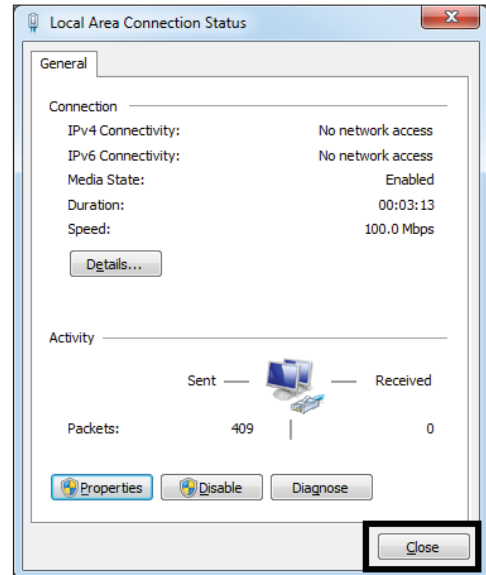 Local Area Connection Status
General
Connection
IPv4 Connectivity: No network access
IPv6 Connectivity: No network access
Media State: Enabled
Duration: 00:03:13
Speed: 100.0 Mbps
Details...
Activity
Sent Received
Packets: 409 0
Properties Disable Diagnose
Close